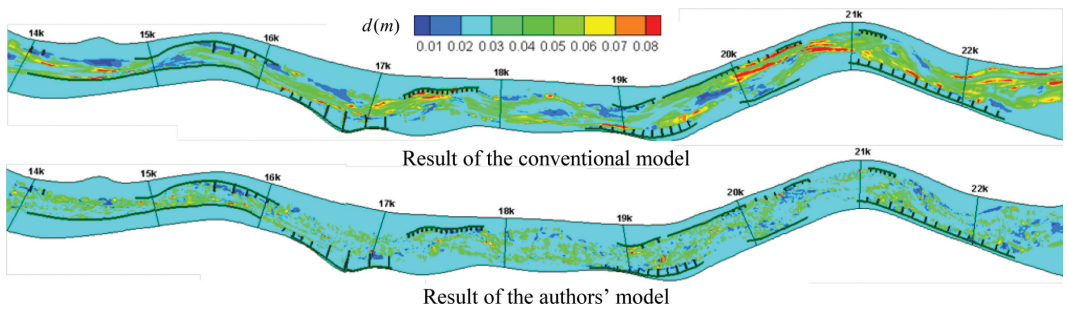 d(m)
0.01 0.02 0.03 0.04 0.05 0.06 0.07 0.08
14k 15k 16k 17k 18k 19k 20k 21k 22k
Result of the conventional model
14k 15k 16k 17k 18k 19k 20k 21k 22k
Result of the authors' model